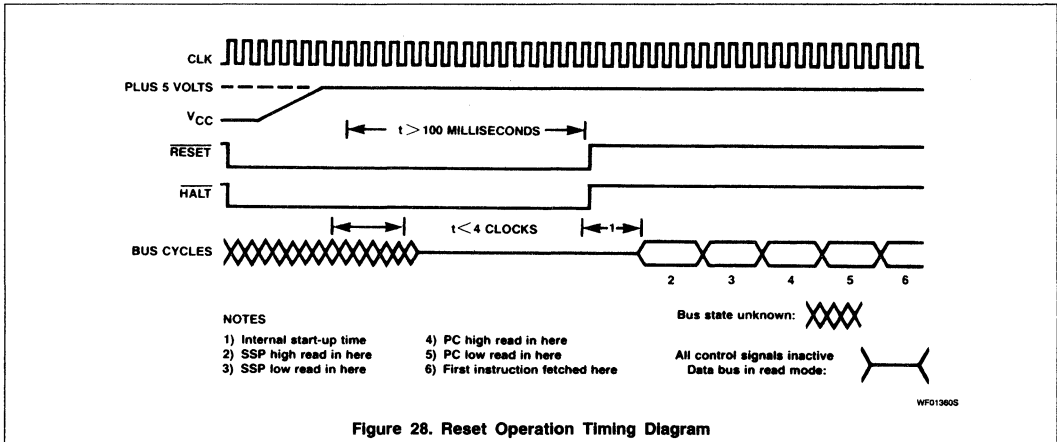 CLK
PLUS 5 VOLTS
VCC
t > 100 MILLISECONDS
RESET
HALT
t < 4 CLOCKS
1
BUS CYCLES
2 3 4 5 6
NOTES
1) Internal start-up time
2) SSP high read in here
3) SSP low read in here
4) PC high read in here
5) PC low read in here
6) First instruction fetched here
Bus state unknown:
All control signals inactive
Data bus in read mode:
WF01360S
Figure 28. Reset Operation Timing Diagram